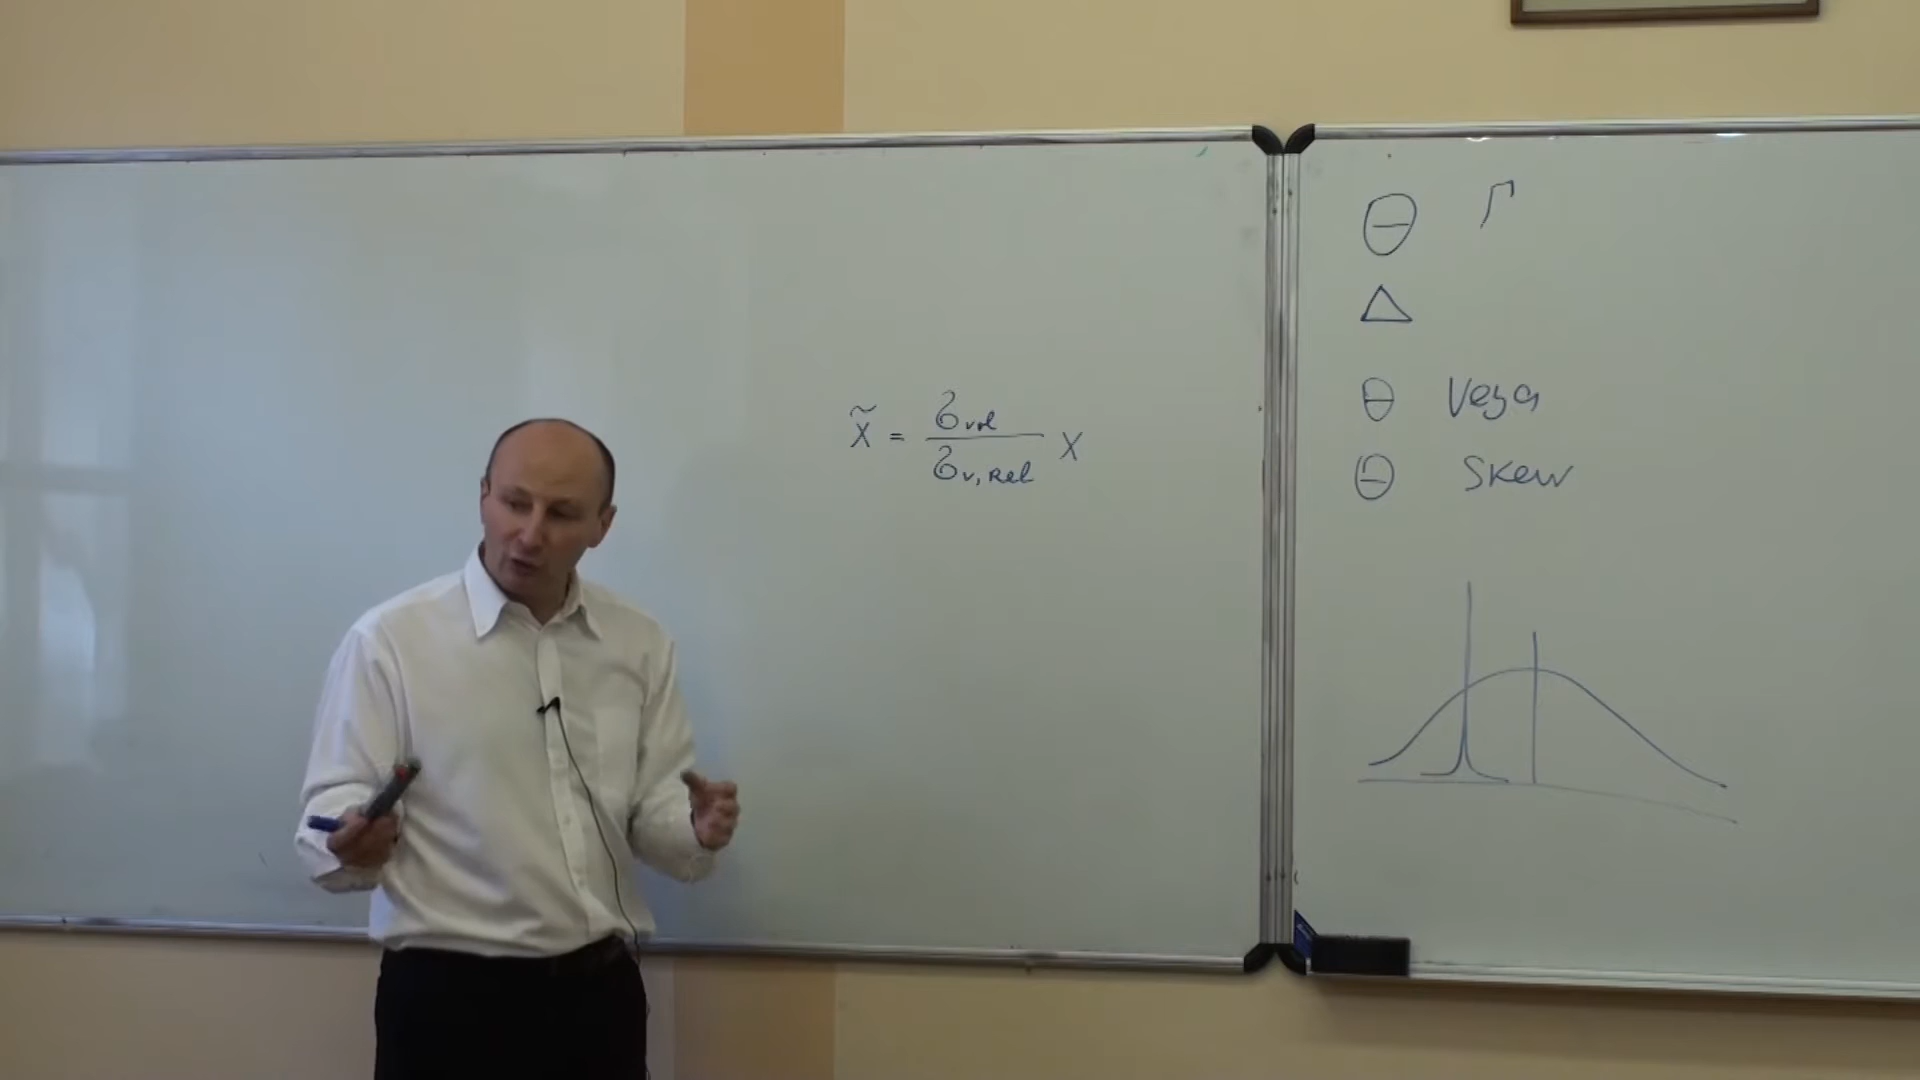 X̃ = σvol / σv,Rel X
Θ Γ
Δ
Θ Vega
Θ Skew